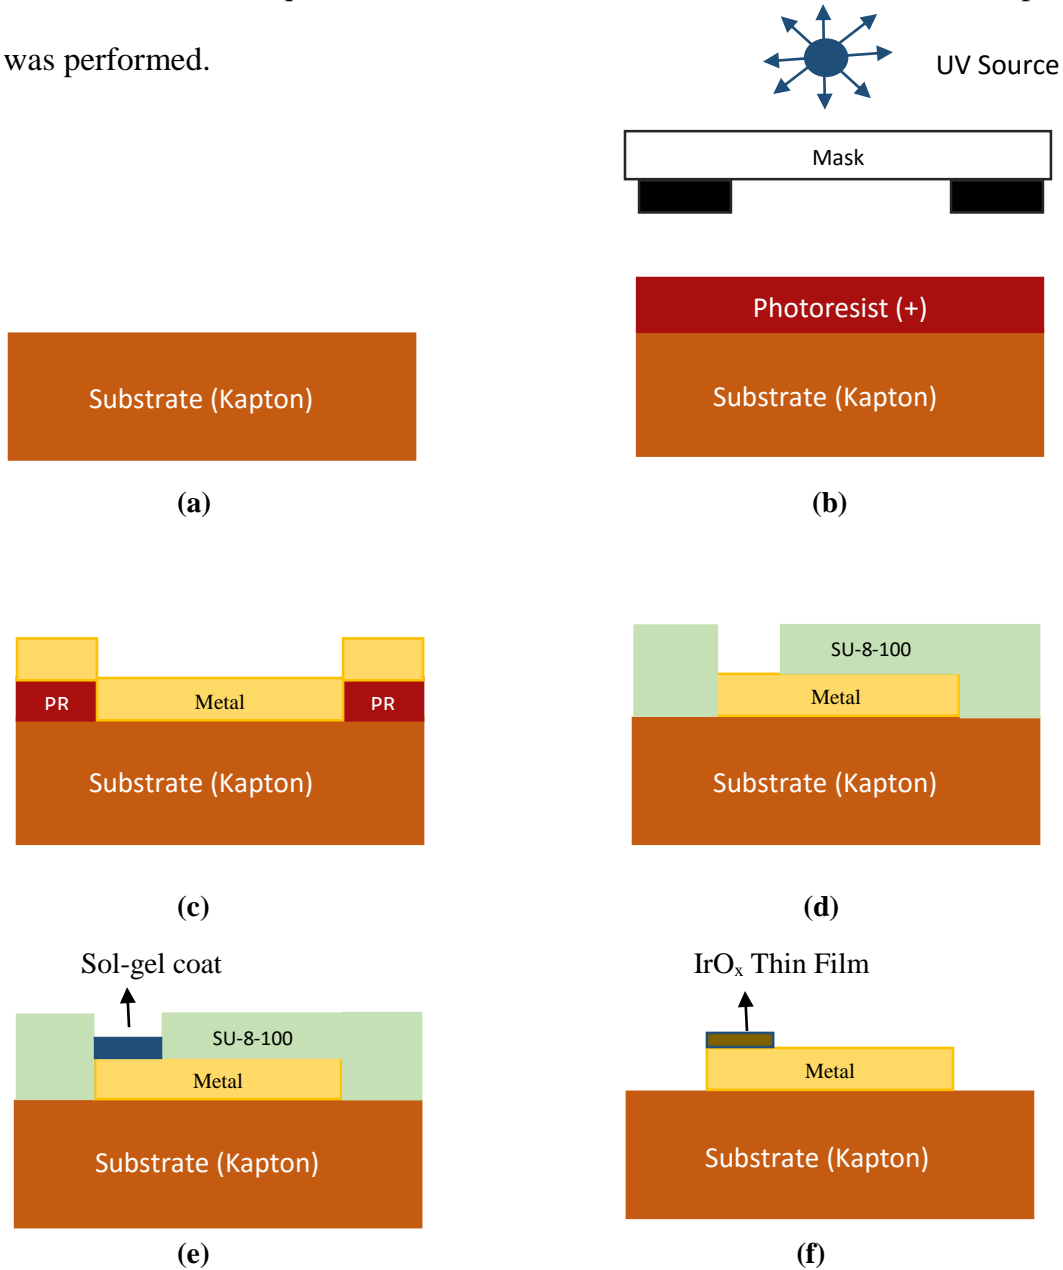 was performed.
UV Source
Mask
Photoresist (+)
Substrate (Kapton)
Substrate (Kapton)
(a)
(b)
SU-8-100
PR
Metal
PR
Metal
Substrate (Kapton)
Substrate (Kapton)
(c)
(d)
Sol-gel coat
IrOₓ Thin Film
SU-8-100
Metal
Metal
Substrate (Kapton)
Substrate (Kapton)
(e)
(f)